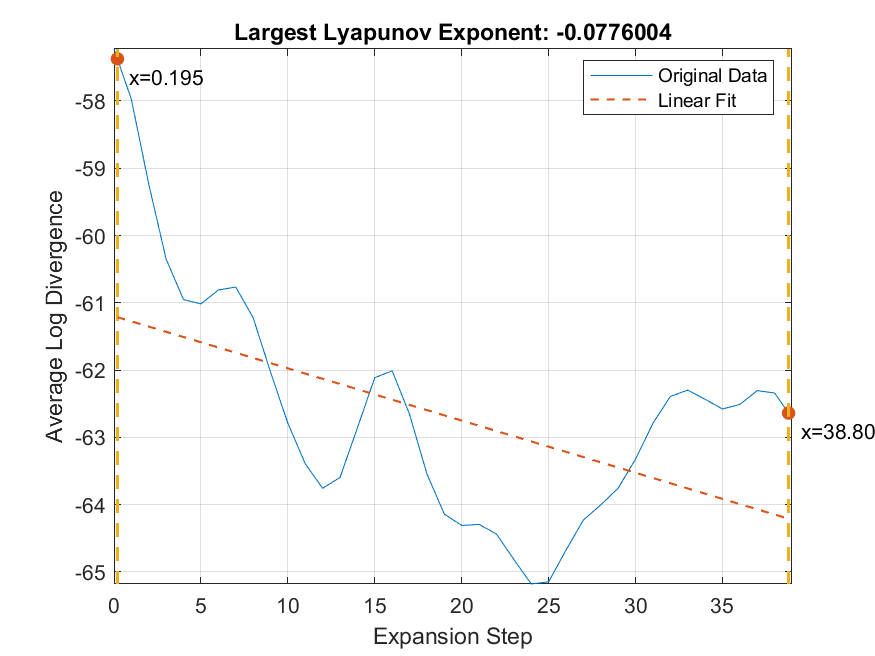 Largest Lyapunov Exponent: -0.0776004
x=0.195
Original Data
Linear Fit
-58
-59
-60
-61
-62
-63
-64
-65
Average Log Divergence
x=38.80
0 5 10 15 20 25 30 35
Expansion Step